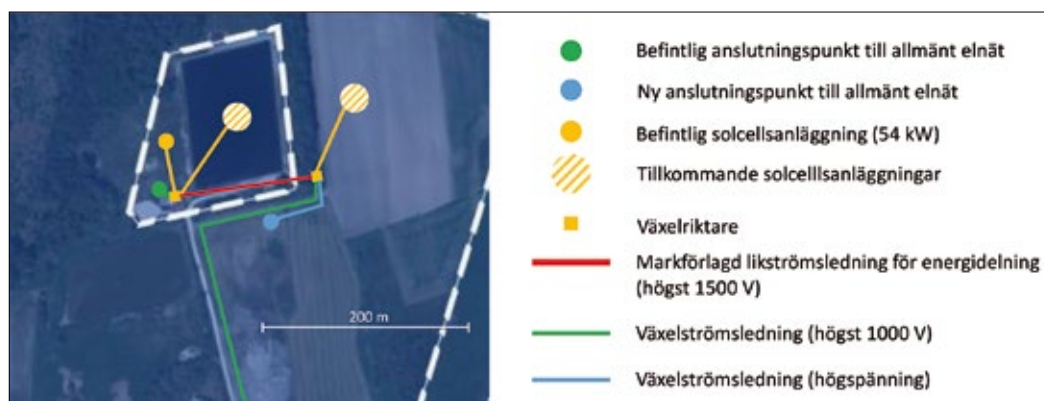 200 m
Befintlig anslutningspunkt till allmänt elnät
Ny anslutningspunkt till allmänt elnät
Befintlig solcellsanläggning (54 kW)
Tillkommande solcelllsanläggningar
Växelriktare
Markförlagd likströmsledning för energidelning
(högst 1500 V)
Växelströmsledning (högst 1000 V)
Växelströmsledning (högspänning)